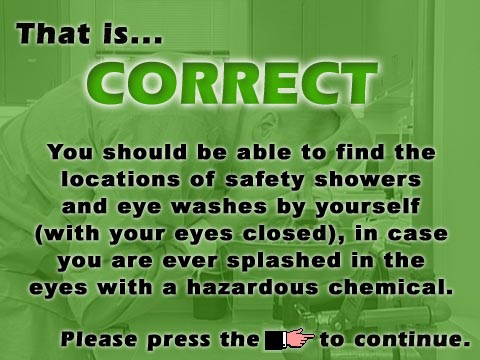 That is...
CORRECT
You should be able to find the
locations of safety showers
and eye washes by yourself
(with your eyes closed), in case
you are ever splashed in the
eyes with a hazardous chemical.
Please press the to continue.